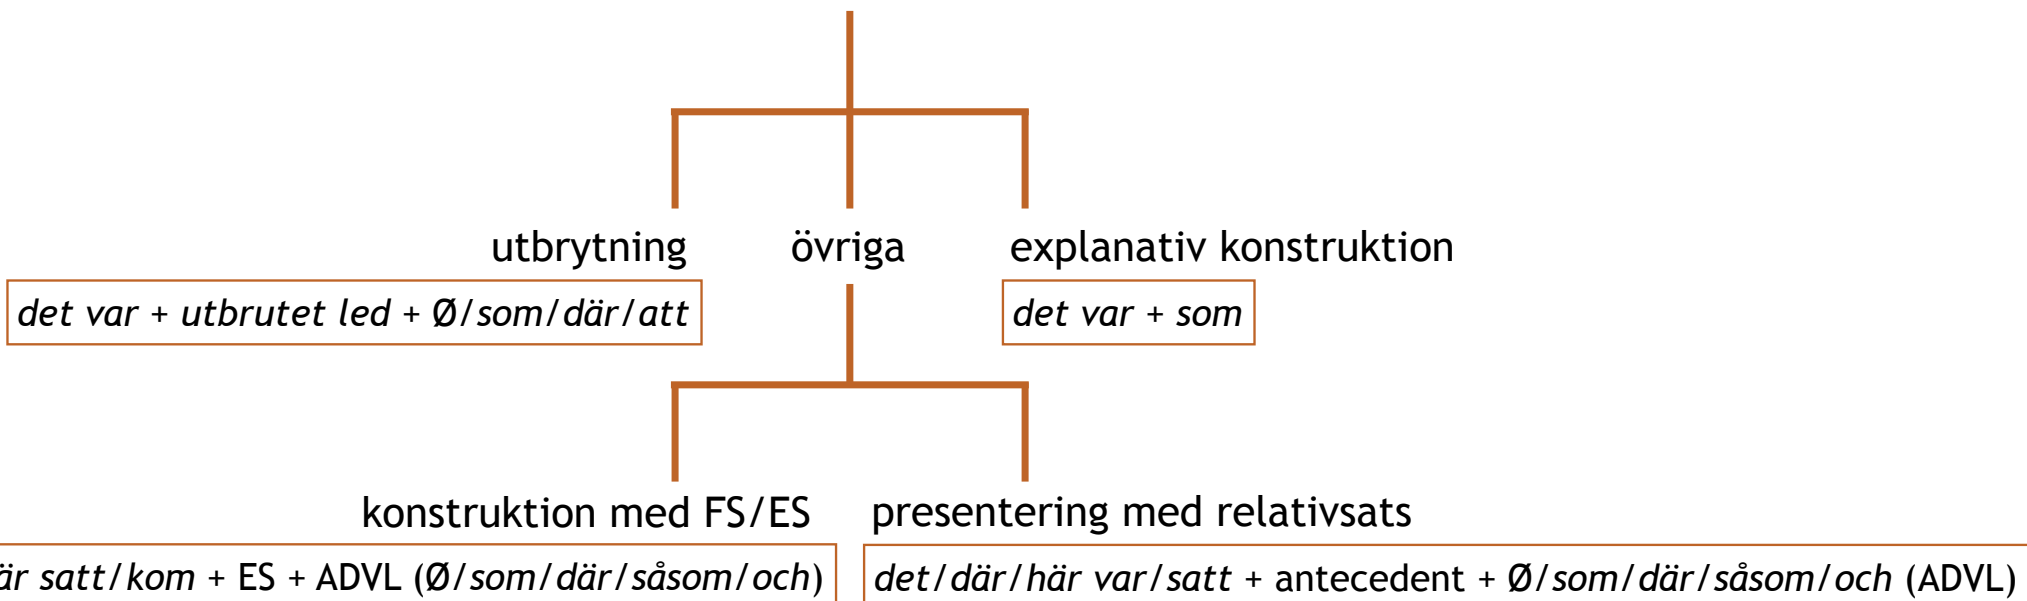 utbrytning övriga explanativ konstruktion
det var + utbrutet led + Ø/som/där/att det var + som
konstruktion med FS/ES presentering med relativsats
satt/kom + ES + ADVL (Ø/som/där/såsom/och) det/där/här var/satt + antecedent + Ø/som/där/såsom/och (ADVL)